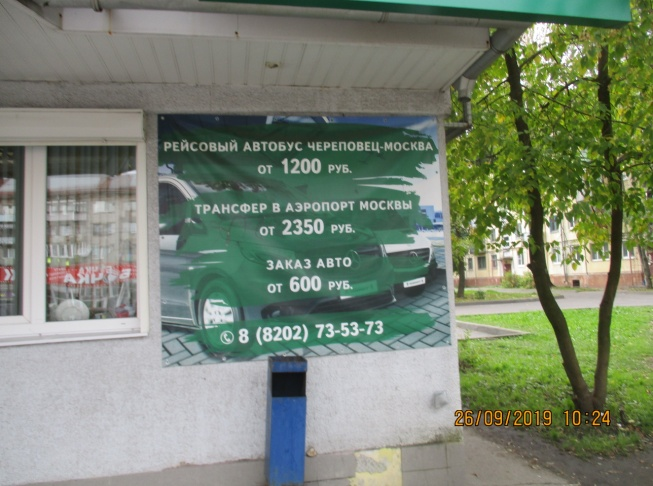 РЕЙСОВЫЙ АВТОБУС ЧЕРЕПОВЕЦ-МОСКВА
ОТ 1200 РУБ.
ТРАНСФЕР В АЭРОПОРТ МОСКВЫ
ОТ 2350 РУБ.
ЗАКАЗ АВТО
ОТ 600 РУБ.
8 (8202) 73-53-73
26/09/2019 10:24